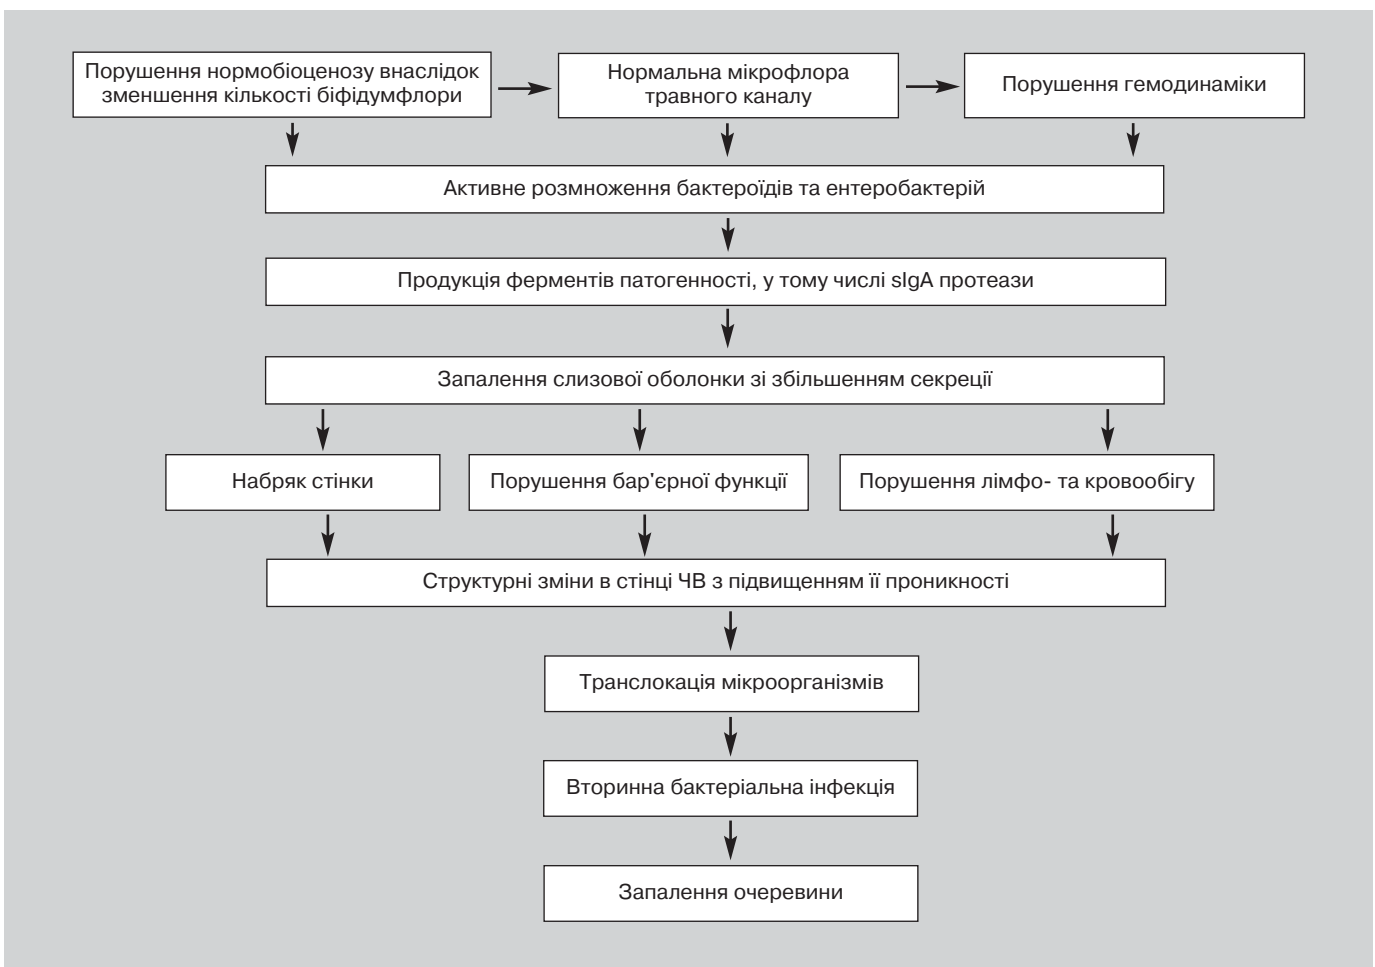 Порушення нормобіоценозу внаслідок
зменшення кількості біфідумфлори
Нормальна мікрофлора
травного каналу
Порушення гемодинаміки
Активне розмноження бактероїдів та ентеробактерій
Продукція ферментів патогенності, у тому числі sIgA протеази
Запалення слизової оболонки зі збільшенням секреції
Набряк стінки
Порушення бар'єрної функції
Порушення лімфо- та кровообігу
Структурні зміни в стінці ЧВ з підвищенням її проникності
Транслокація мікроорганізмів
Вторинна бактеріальна інфекція
Запалення очеревини